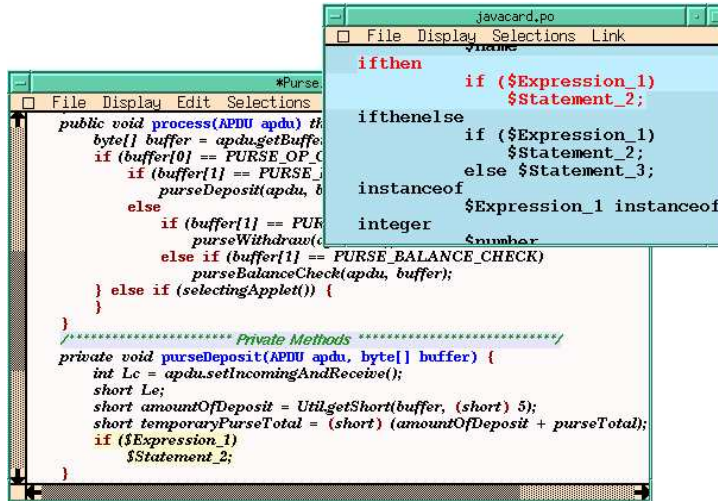 javacard.po
File Display Selections Link
$name
ifthen
if ($Expression_1)
$Statement_2;
ifthenelse
if ($Expression_1)
$Statement_2;
else $Statement_3;
instanceof
$Expression_1 instanceof
integer
$number
*Purse.
File Display Edit Selections
public void process(APDU apdu) th
byte[] buffer = apdu.getBuffe
if (buffer[0] == PURSE_OP_
if (buffer[1] == PURSE_
purseDeposit(apdu, b
else
if (buffer[1] == PUR
purseWithdraw(a
else if (buffer[1] == PURSE_BALANCE_CHECK)
purseBalanceCheck(apdu, buffer);
} else if (selectingApplet()) {
}
}
/********************** Private Methods ****************************/
private void purseDeposit(APDU apdu, byte[] buffer) {
int Lc = apdu.setIncomingAndReceive();
short Le;
short amountOfDeposit = Util.getShort(buffer, (short) 5);
short temporaryPurseTotal = (short) (amountOfDeposit + purseTotal);
if ($Expression_1)
$Statement_2;
}